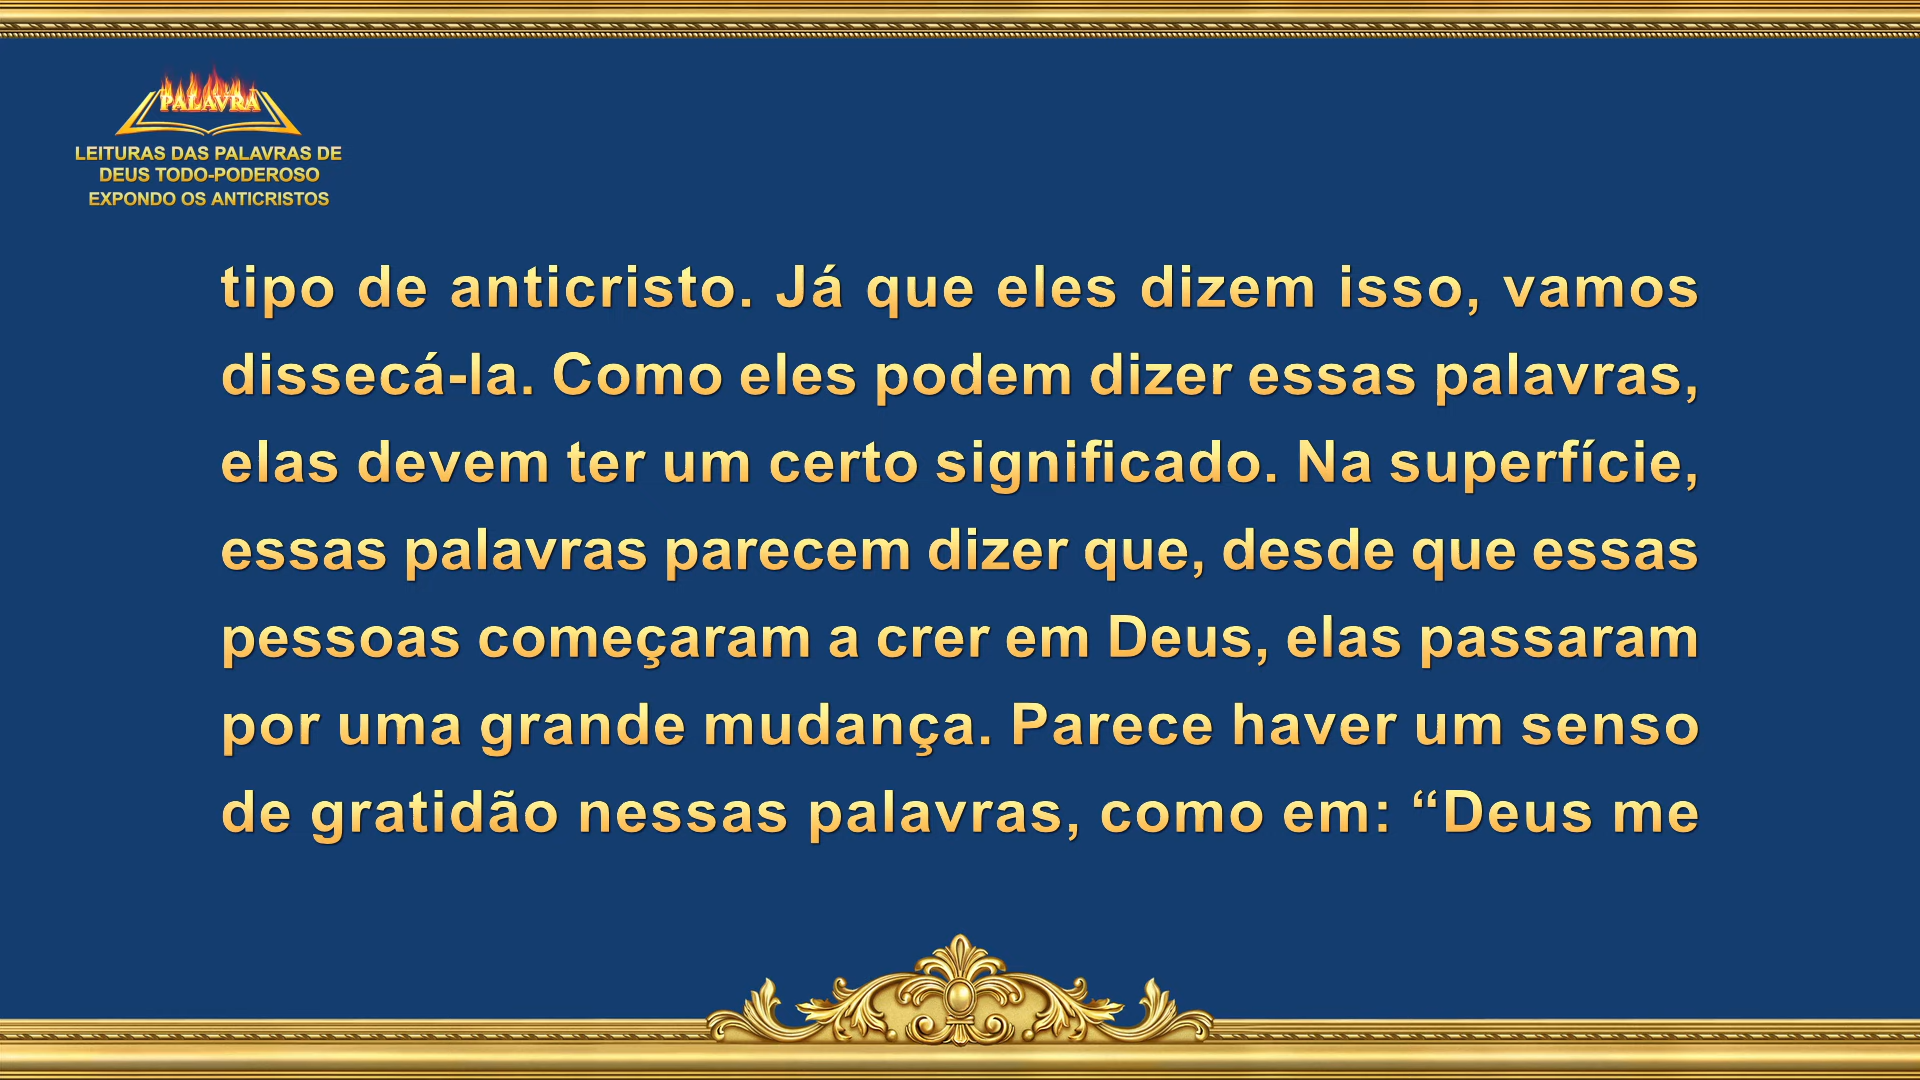 PALAVRA
LEITURAS DAS PALAVRAS DE
DEUS TODO-PODEROSO
EXPONDO OS ANTICRISTOS
tipo de anticristo. Já que eles dizem isso, vamos
dissecá-la. Como eles podem dizer essas palavras,
elas devem ter um certo significado. Na superfície,
essas palavras parecem dizer que, desde que essas
pessoas começaram a crer em Deus, elas passaram
por uma grande mudança. Parece haver um senso
de gratidão nessas palavras, como em: “Deus me